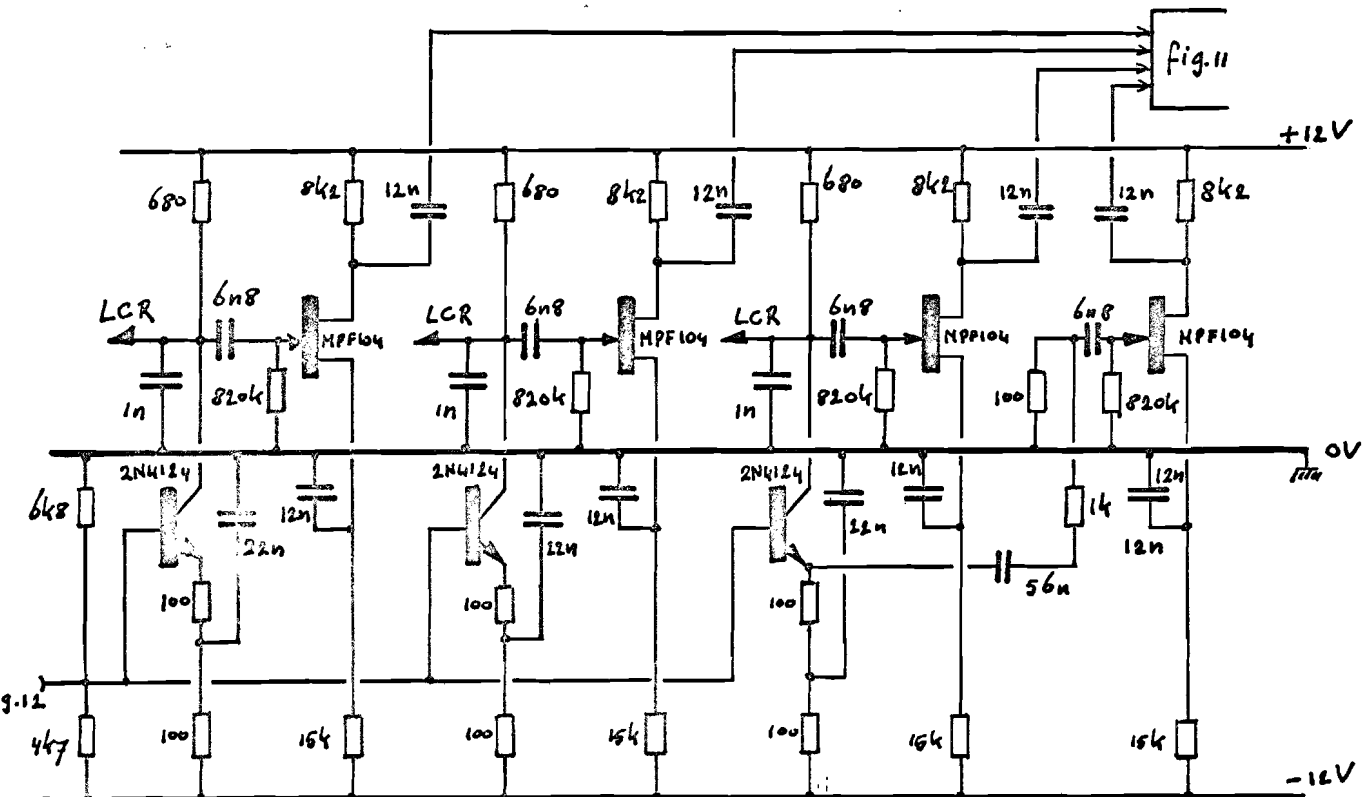 fig.11
+12V
680
8k2
12n
680
8k2
12n
680
8k2
12n
12n
8k2
LCR
6n8
MPF104
LCR
6n8
MPF104
LCR
6n8
MPF104
6n8
MPF104
1n
820k
1n
820k
1n
820k
100
820k
0V
2N4124
2N4124
2N4124
6k8
12n
22n
12n
22n
12n
22n
1k
12n
12n
100
100
100
56n
g.12
4k7
100
15k
100
15k
100
15k
15k
-12V